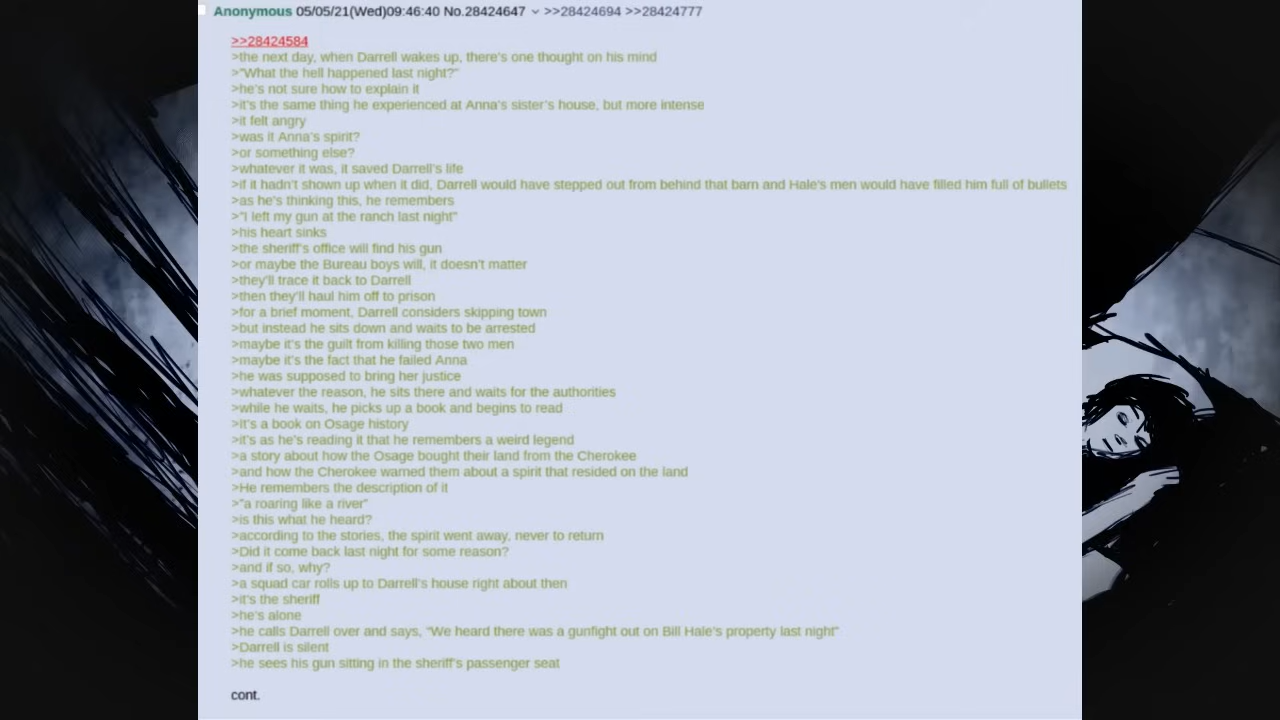 Anonymous 05/05/21(Wed)09:46:40 No.28424647 >>28424694 >>28424777
>>28424584
>the next day, when Darrell wakes up, there's one thought on his mind
>"What the hell happened last night?"
>he's not sure how to explain it
>it's the same thing he experienced at Anna's sister's house, but more intense
>it felt angry
>was it Anna's spirit?
>or something else?
>whatever it was, it saved Darrell's life
>if it hadn't shown up when it did, Darrell would have stepped out from behind that barn and Hale's men would have filled him full of bullets
>as he's thinking this, he remembers
>"I left my gun at the ranch last night"
>his heart sinks
>the sheriff's office will find his gun
>or maybe the Bureau boys will, it doesn't matter
>they'll trace it back to Darrell
>then they'll haul him off to prison
>for a brief moment, Darrell considers skipping town
>but instead he sits down and waits to be arrested
>maybe it's the guilt from killing those two men
>maybe it's the fact that he failed Anna
>he was supposed to bring her justice
>whatever the reason, he sits there and waits for the authorities
>while he waits, he picks up a book and begins to read
>It's a book on Osage history
>it's as he's reading it that he remembers a weird legend
>a story about how the Osage bought their land from the Cherokee
>and how the Cherokee warned them about a spirit that resided on the land
>He remembers the description of it
>"a roaring like a river"
>is this what he heard?
>according to the stories, the spirit went away, never to return
>Did it come back last night for some reason?
>and if so, why?
>a squad car rolls up to Darrell's house right about then
>it's the sheriff
>he's alone
>he calls Darrell over and says, "We heard there was a gunfight out on Bill Hale's property last night"
>Darrell is silent
>he sees his gun sitting in the sheriff's passenger seat
cont.